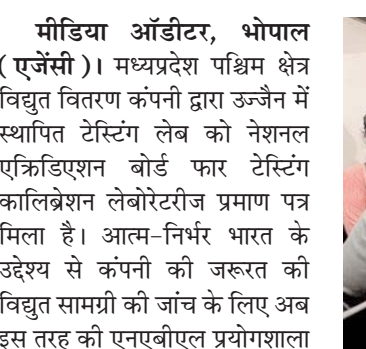 मीडिया ऑडीटर, भोपाल
( एजेंसी )। मध्यप्रदेश पश्चिम क्षेत्र
विद्युत वितरण कंपनी द्वारा उज्जैन में
स्थापित टेस्टिंग लेब को नेशनल
एक्रिडिएशन बोर्ड फार टेस्टिंग
कालिब्रेशन लेबोरेटरीज प्रमाण पत्र
मिला है। आत्म-निर्भर भारत के
उद्देश्य से कंपनी की जरूरत की
विद्युत सामग्री की जांच के लिए अब
इस तरह की एनएबीएल प्रयोगशाला